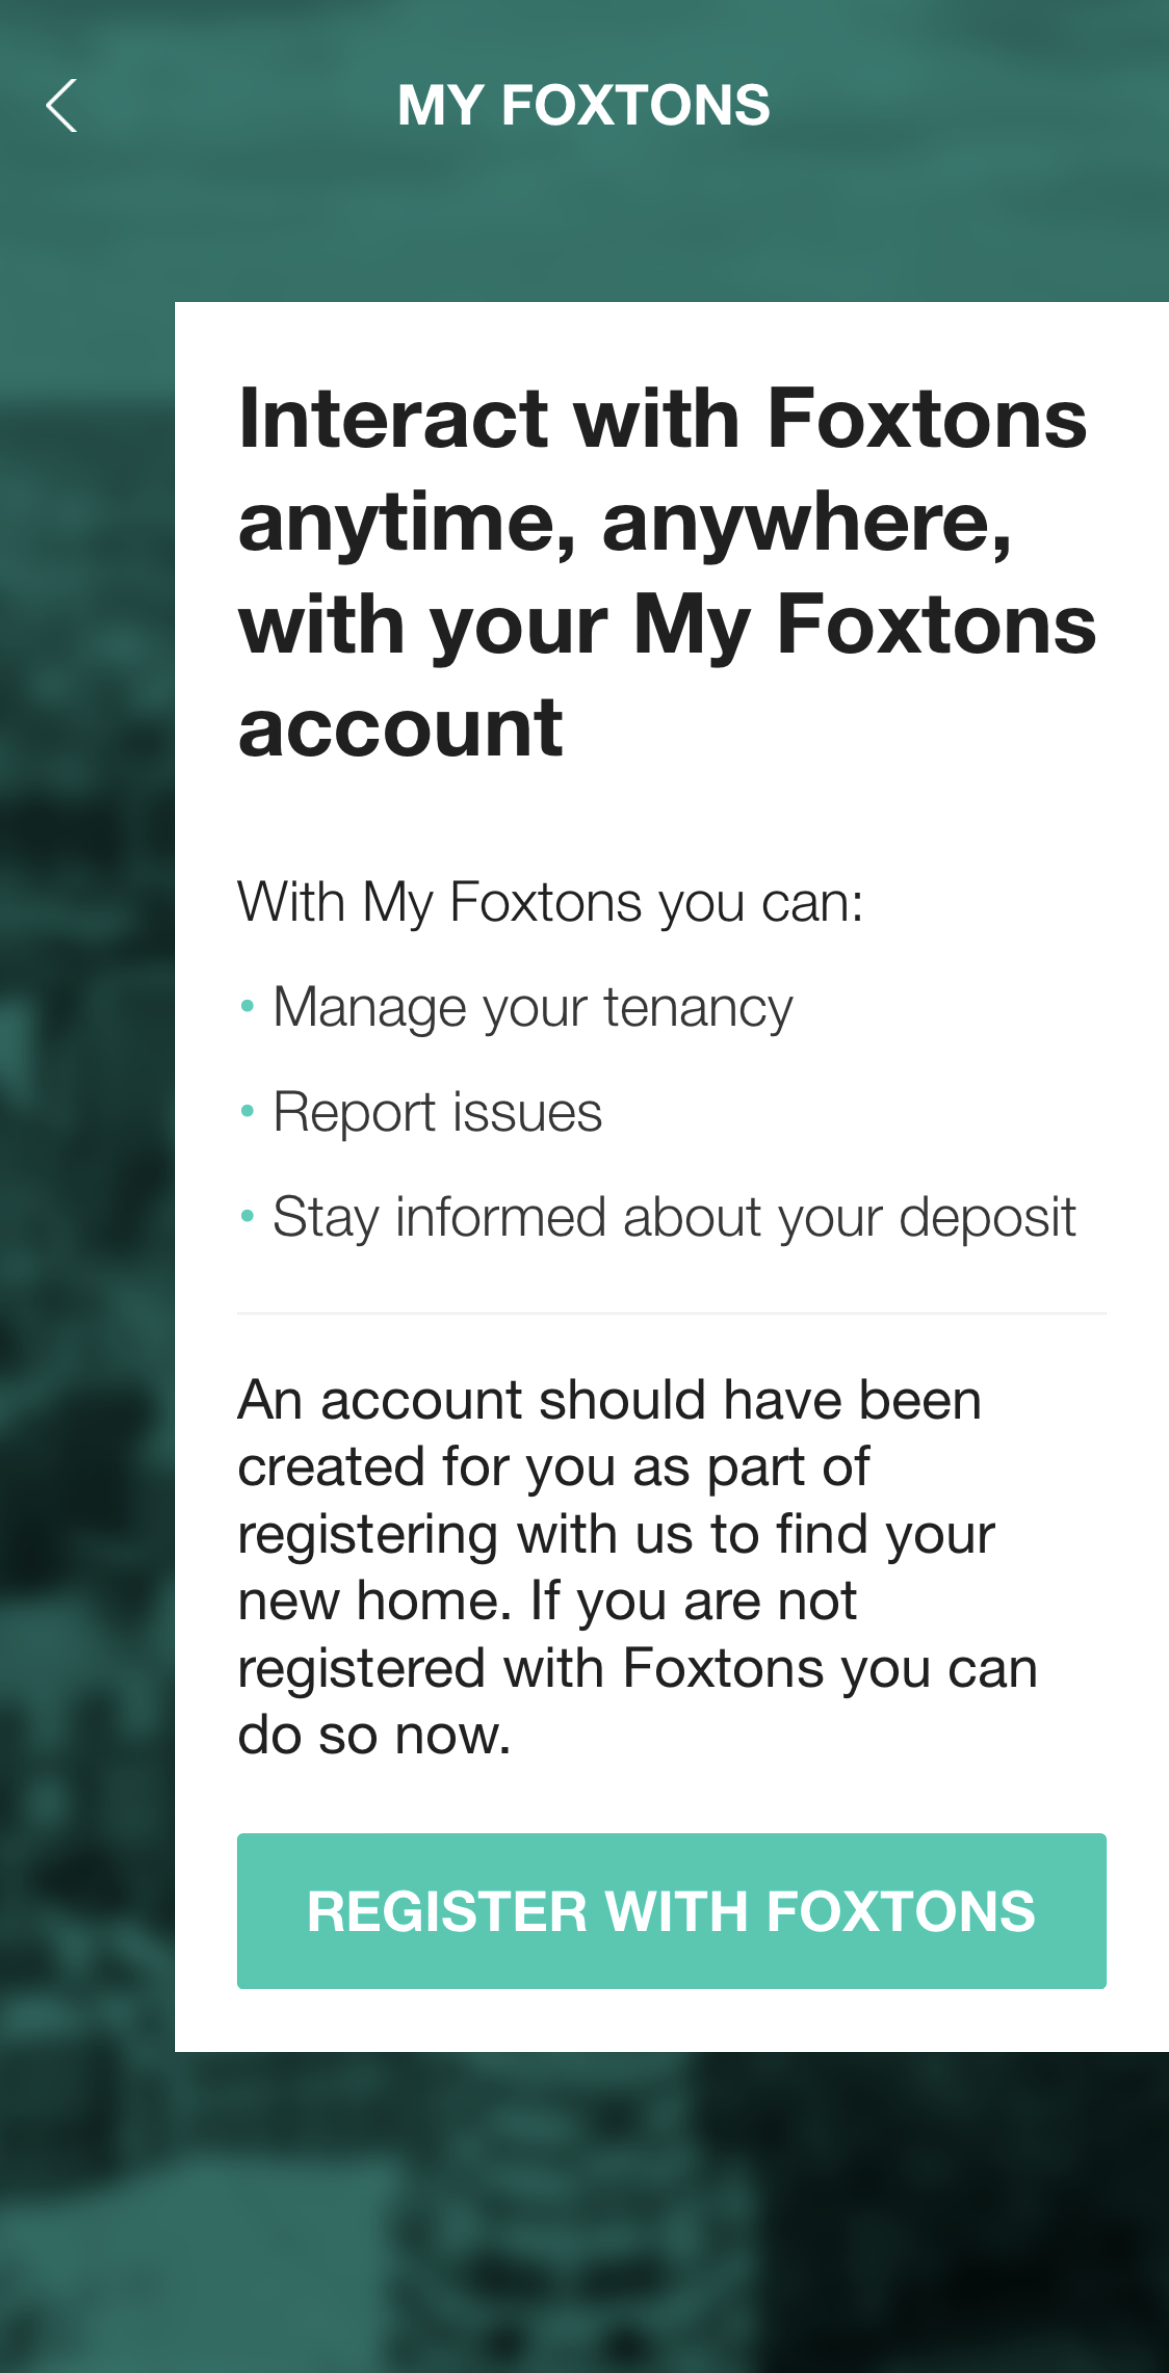 MY FOXTONS
Interact with Foxtons
anytime, anywhere,
with your My Foxtons
account
With My Foxtons you can:
• Manage your tenancy
• Report issues
• Stay informed about your deposit
An account should have been
created for you as part of
registering with us to find your
new home. If you are not
registered with Foxtons you can
do so now.
REGISTER WITH FOXTONS